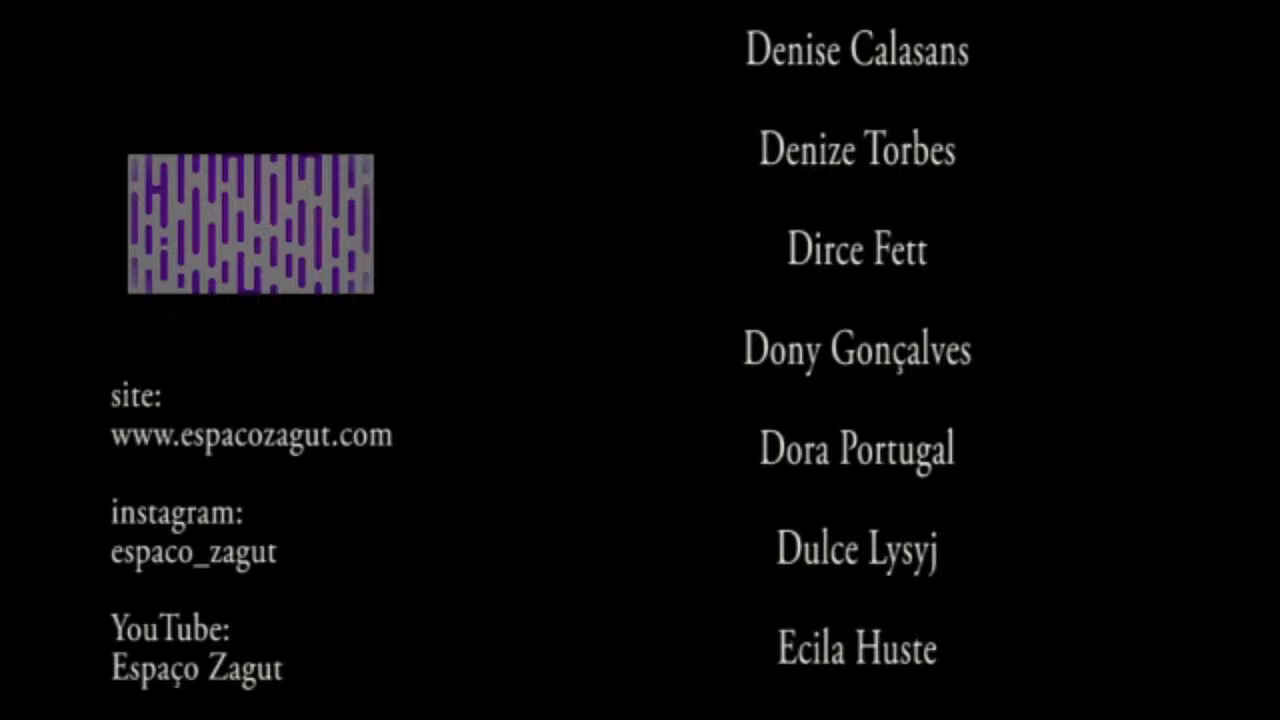 site:
www.espacozagut.com
instagram:
espaco_zagut
YouTube:
Espaço Zagut
Denise Calasans
Denize Torbes
Dirce Fett
Dony Gonçalves
Dora Portugal
Dulce Lysyj
Ecila Huste